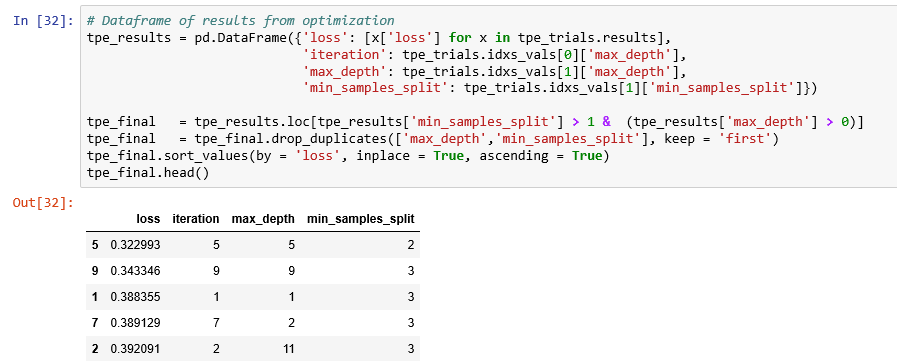 In [32]: # Dataframe of results from optimization
tpe_results = pd.DataFrame({'loss': [x['loss'] for x in tpe_trials.results],
'iteration': tpe_trials.idxs_vals[0]['max_depth'],
'max_depth': tpe_trials.idxs_vals[1]['max_depth'],
'min_samples_split': tpe_trials.idxs_vals[1]['min_samples_split']})
tpe_final   = tpe_results.loc[tpe_results['min_samples_split'] > 1 &  (tpe_results['max_depth'] > 0)]
tpe_final   = tpe_final.drop_duplicates(['max_depth','min_samples_split'], keep = 'first')
tpe_final.sort_values(by = 'loss', inplace = True, ascending = True)
tpe_final.head()
Out[32]:
loss iteration max_depth min_samples_split
5 0.322993 5 5 2
9 0.343346 9 9 3
1 0.388355 1 1 3
7 0.389129 7 2 3
2 0.392091 2 11 3